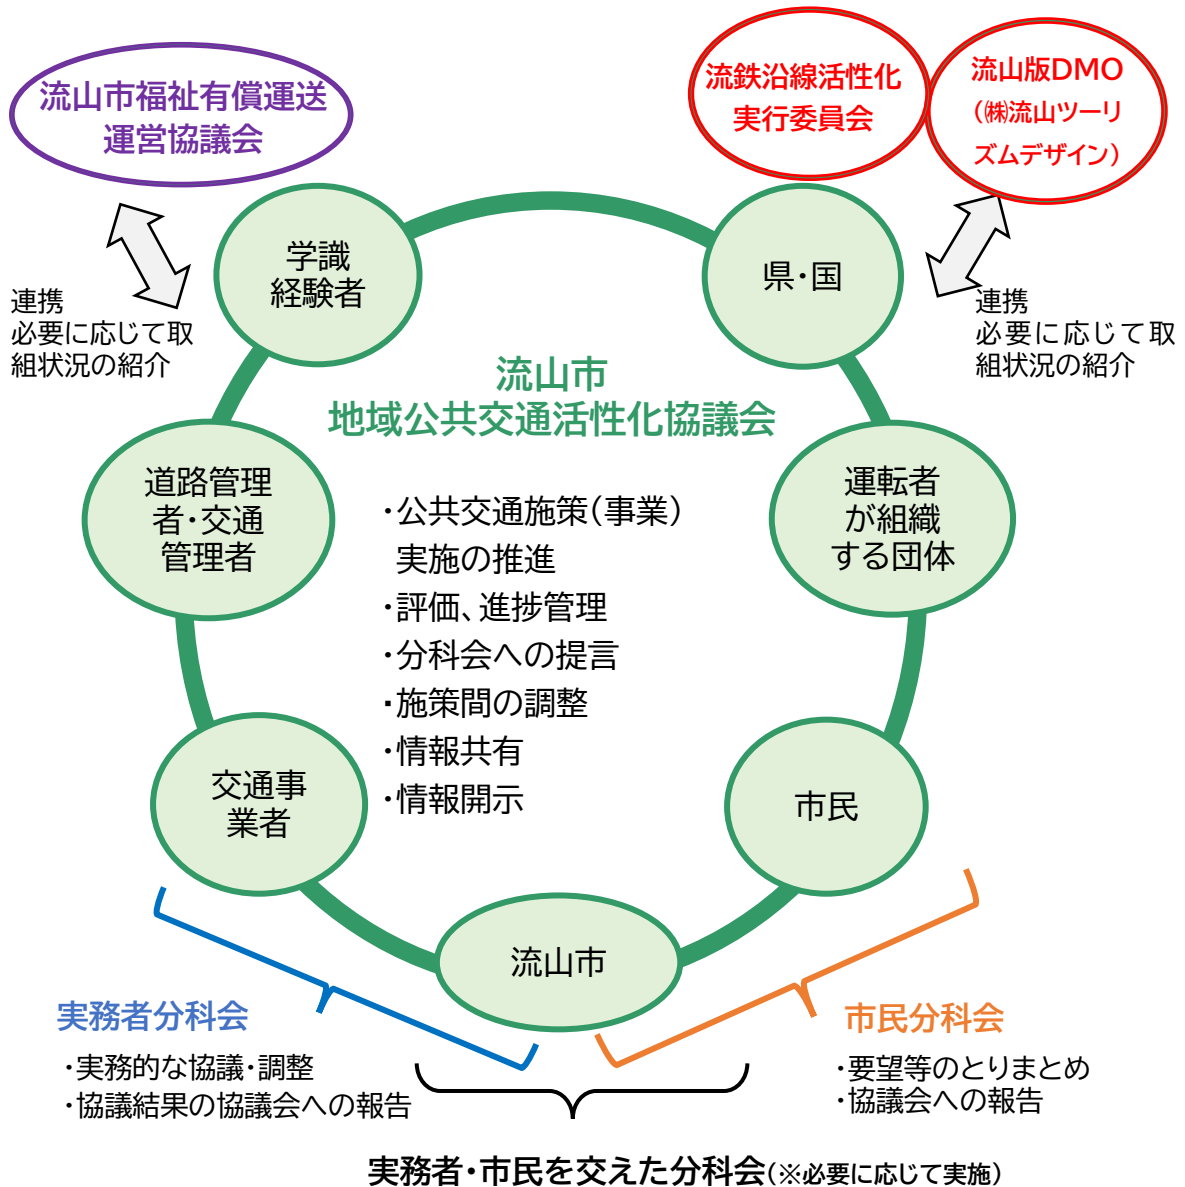 流山市福祉有償運送
運営協議会
流鉄沿線活性化
実行委員会
流山版DMO
(㈱流山ツーリ
ズムデザイン)
学識
経験者
県・国
連携
必要に応じて取
組状況の紹介
連携
必要に応じて取
組状況の紹介
流山市
地域公共交通活性化協議会
道路管理
者・交通
管理者
運転者
が組織
する団体
・公共交通施策(事業)
実施の推進
・評価、進捗管理
・分科会への提言
・施策間の調整
・情報共有
・情報開示
交通事
業者
市民
流山市
実務者分科会
・実務的な協議・調整
・協議結果の協議会への報告
市民分科会
・要望等のとりまとめ
・協議会への報告
実務者・市民を交えた分科会(※必要に応じて実施)